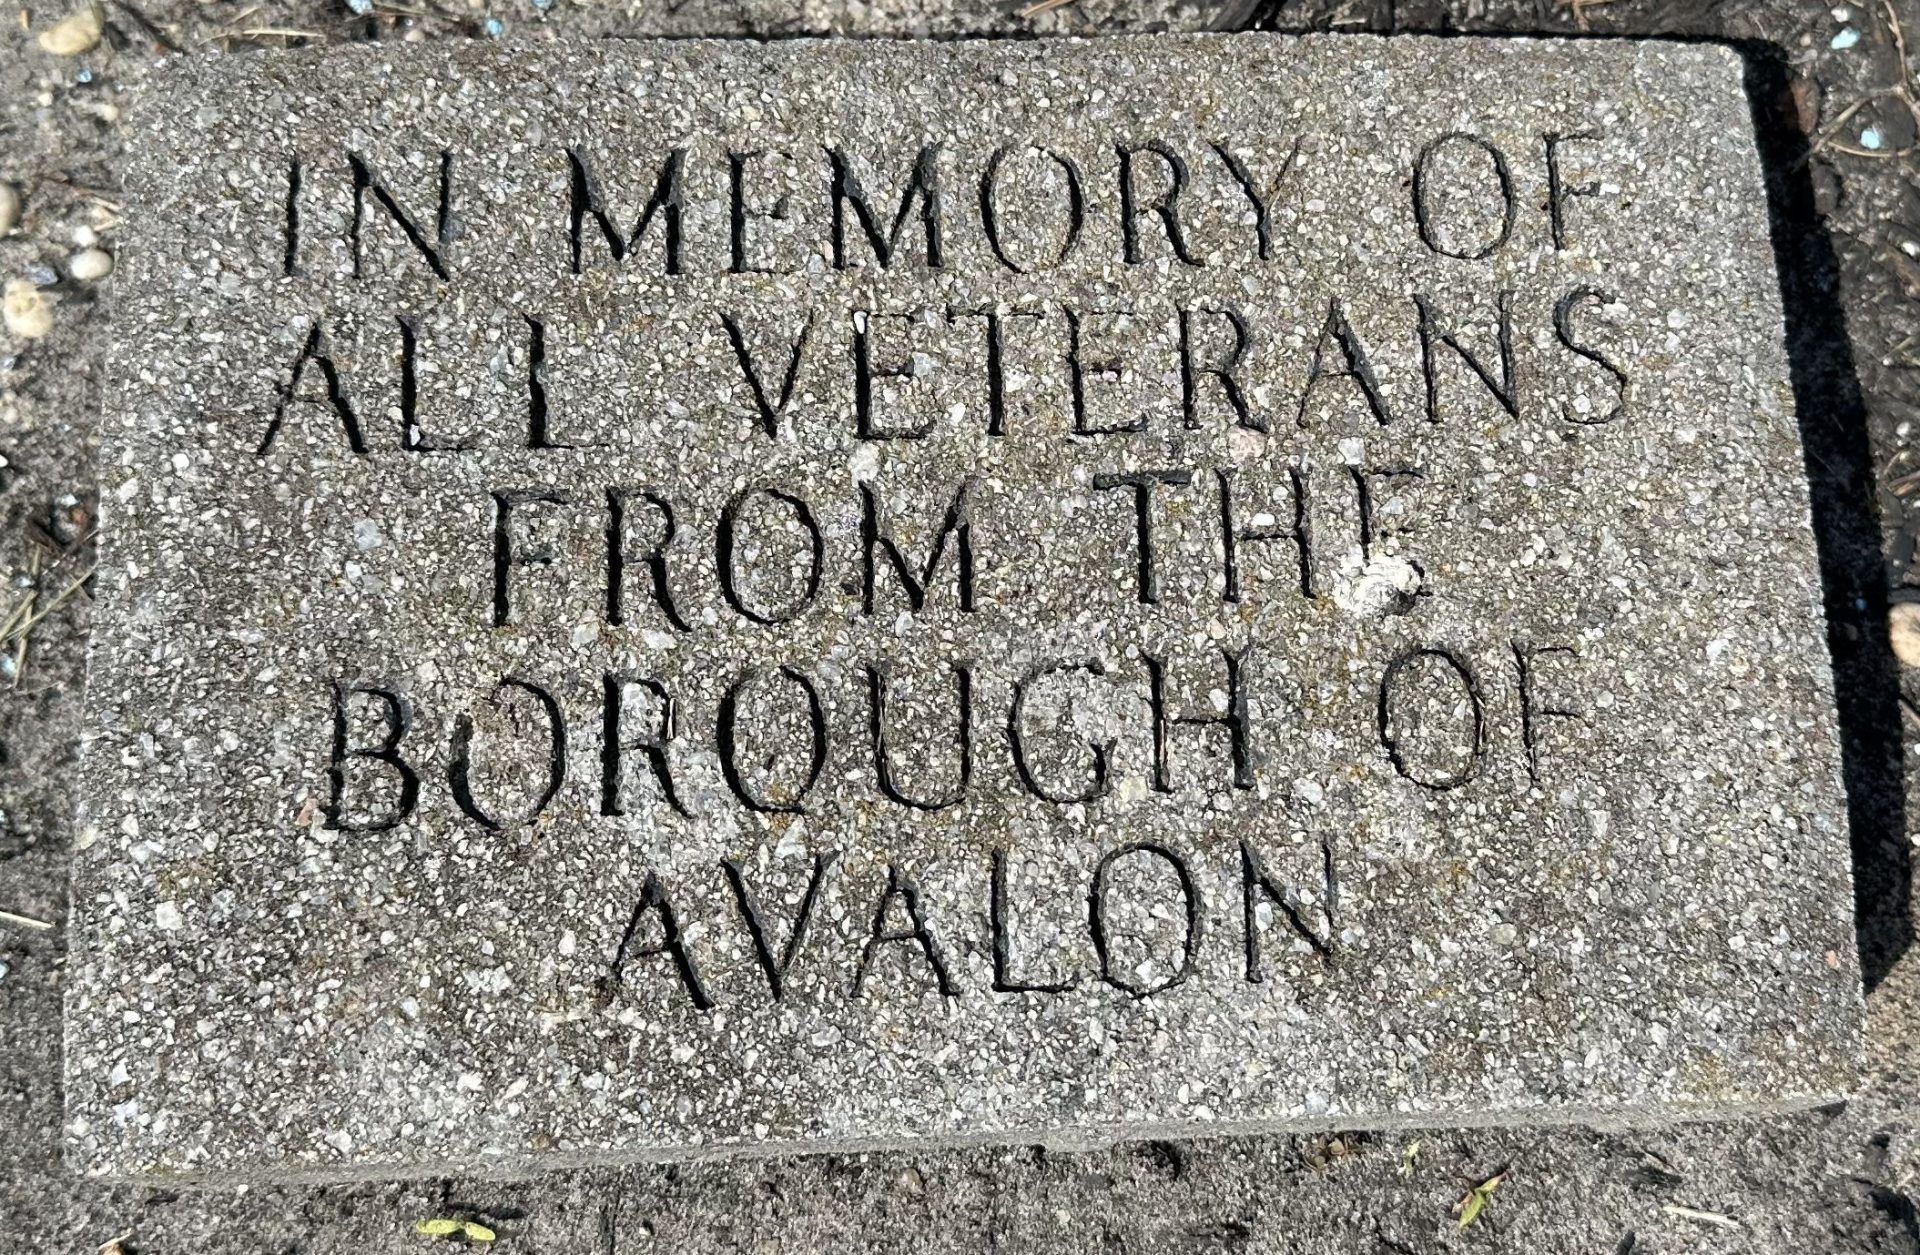 IN MEMORY OF
ALL VETERANS
FROM THE
BOROUGH OF
AVALON